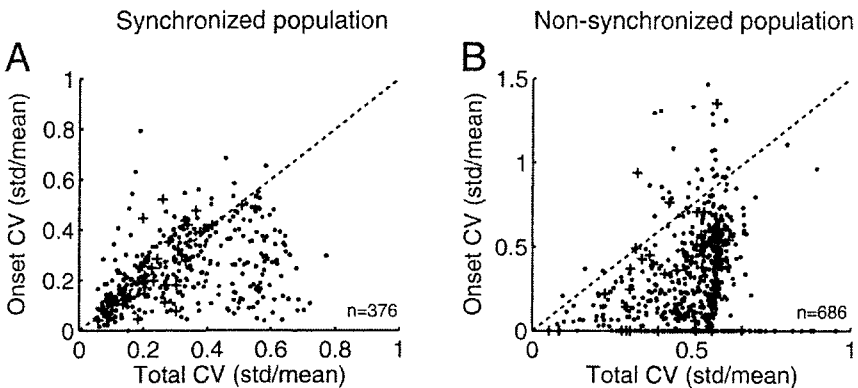 Synchronized population
Non-synchronized population
A
B
Onset CV (std/mean)
1
0.8
0.6
0.4
0.2
0
n=376
0 0.2 0.4 0.6 0.8 1
Total CV (std/mean)
Onset CV (std/mean)
1.5
1
0.5
0
n=686
0 0.5 1
Total CV (std/mean)